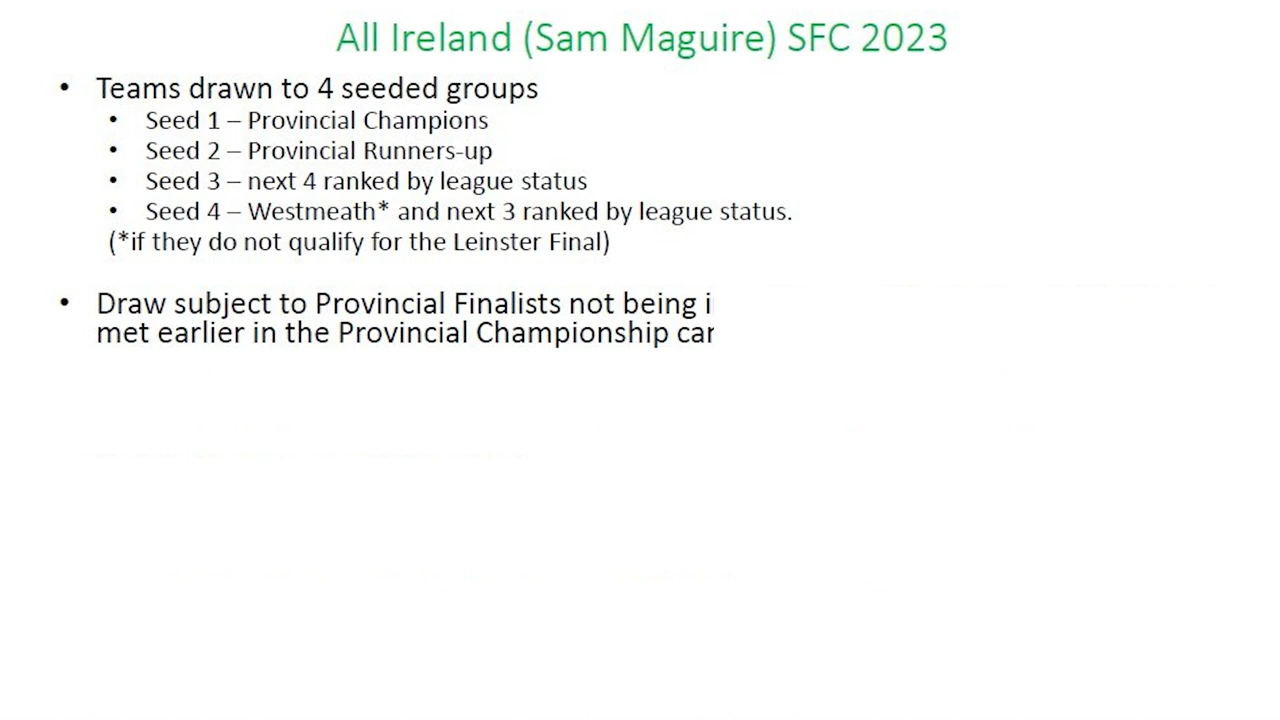 All Ireland (Sam Maguire) SFC 2023
• Teams drawn to 4 seeded groups
• Seed 1 – Provincial Champions
• Seed 2 – Provincial Runners-up
• Seed 3 – next 4 ranked by league status
• Seed 4 – Westmeath* and next 3 ranked by league status.
(*if they do not qualify for the Leinster Final)
• Draw subject to Provincial Finalists not being
met earlier in the Provincial Championship